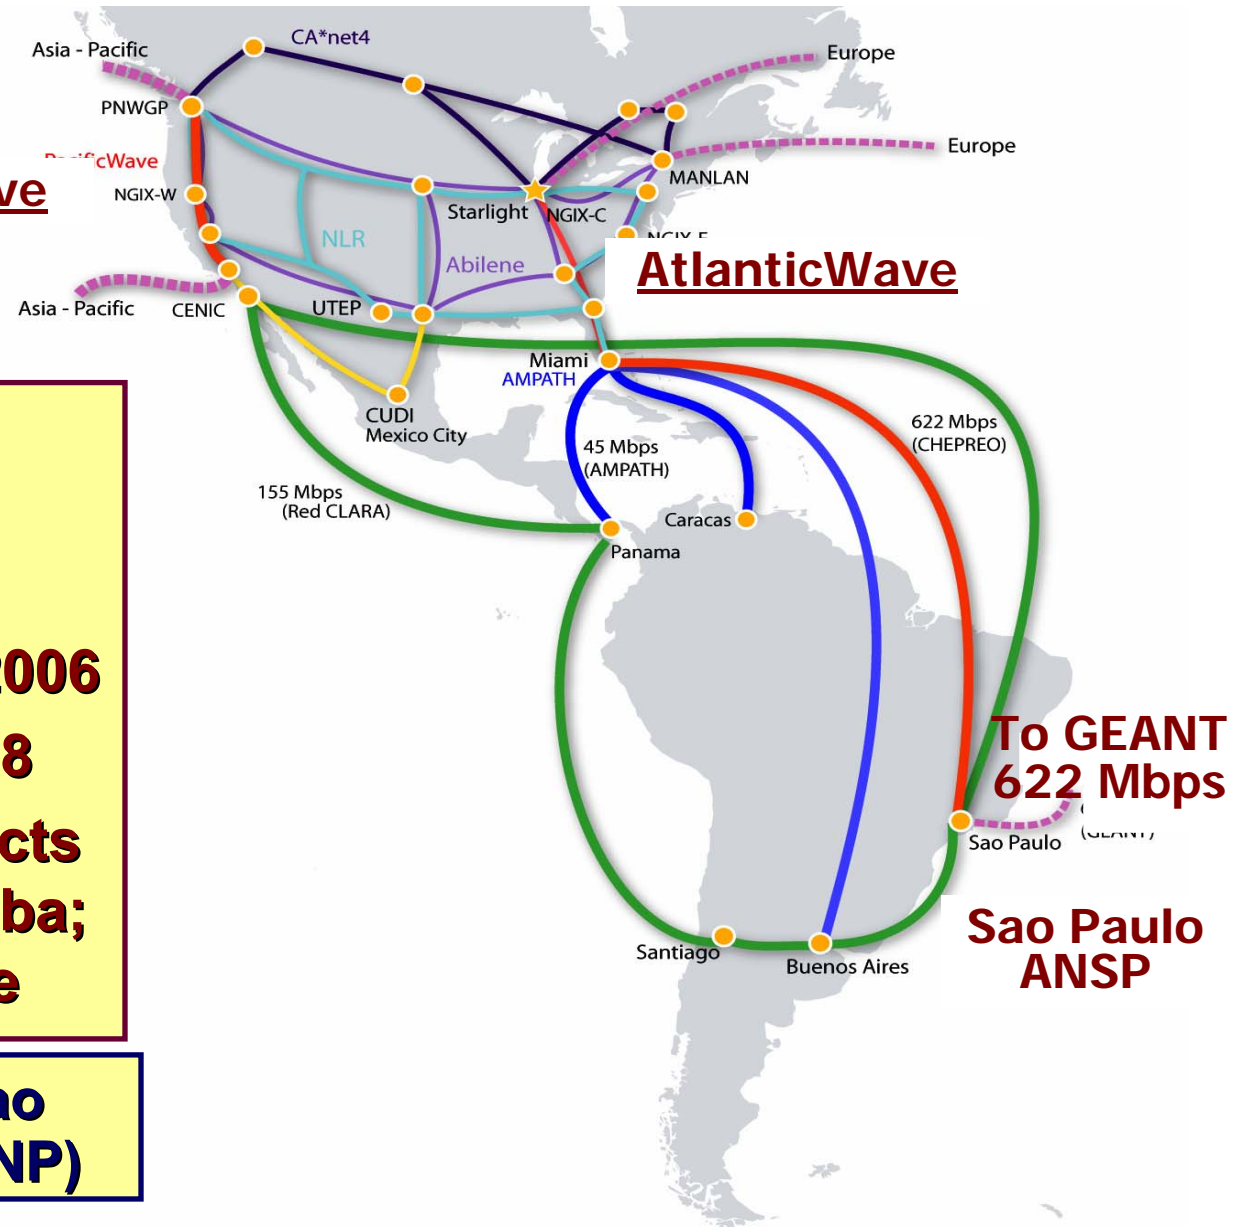 Asia - Pacific
CA*net4
Europe
PNWGP
Europe
MANLAN
NGIX-W
Starlight
NGIX-C
NLR
Abilene
AtlanticWave
Asia - Pacific
CENIC
UTEP
Miami
AMPATH
CUDI
Mexico City
622 Mbps
(CHEPREO)
45 Mbps
(AMPATH)
155 Mbps
(Red CLARA)
Caracas
Panama
2006
8
cts
ba;
e
To GEANT
622 Mbps
(GEANT)
Sao Paulo
Sao Paulo
ANSP
Santiago
Buenos Aires
ao
NP)